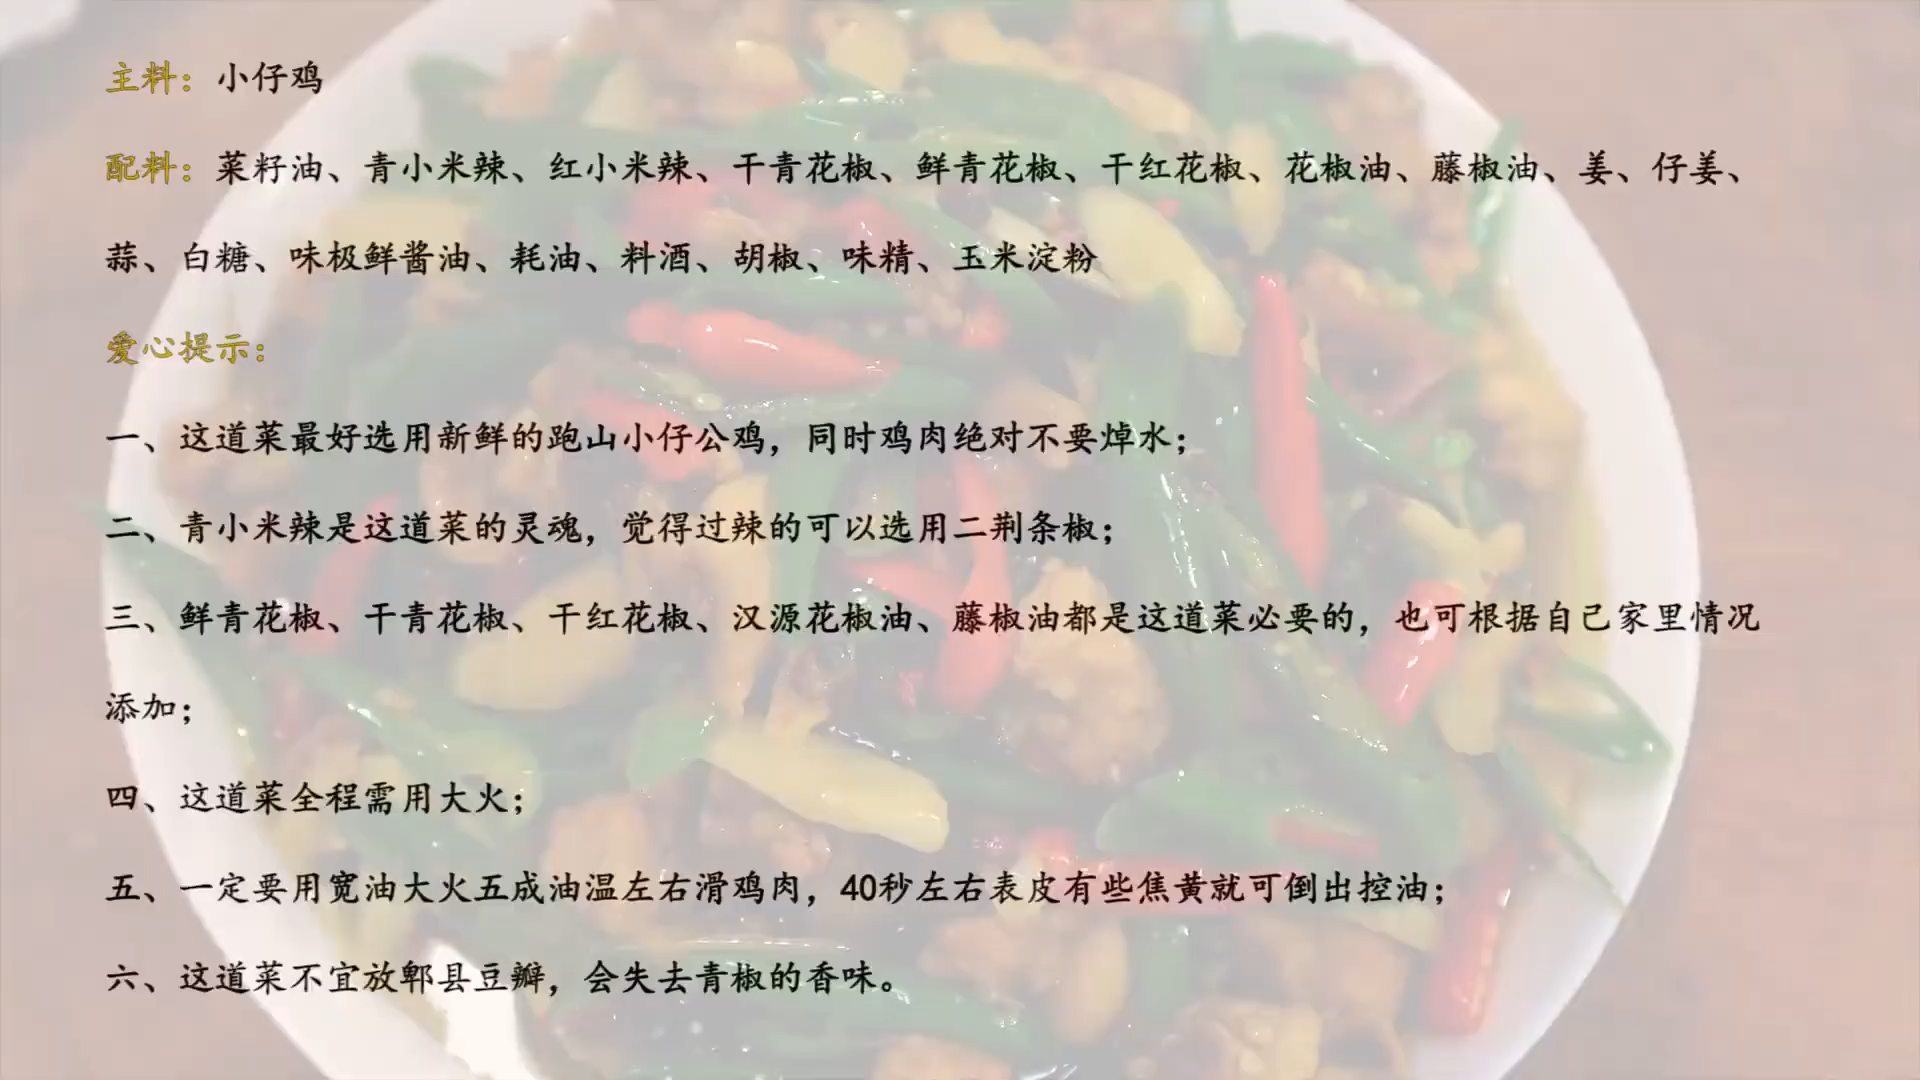 主料：小仔鸡
配料：菜籽油、青小米辣、红小米辣、干青花椒、鲜青花椒、干红花椒、花椒油、藤椒油、姜、仔姜、
蒜、白糖、味极鲜酱油、耗油、料酒、胡椒、味精、玉米淀粉
爱心提示：
一、这道菜最好选用新鲜的跑山小仔公鸡，同时鸡肉绝对不要焯水；
二、青小米辣是这道菜的灵魂，觉得过辣的可以选用二荆条椒；
三、鲜青花椒、干青花椒、干红花椒、汉源花椒油、藤椒油都是这道菜必要的，也可根据自己家里情况
添加；
四、这道菜全程需用大火；
五、一定要用宽油大火五成油温左右滑鸡肉，40秒左右表皮有些焦黄就可倒出控油；
六、这道菜不宜放郫县豆瓣，会失去青椒的香味。